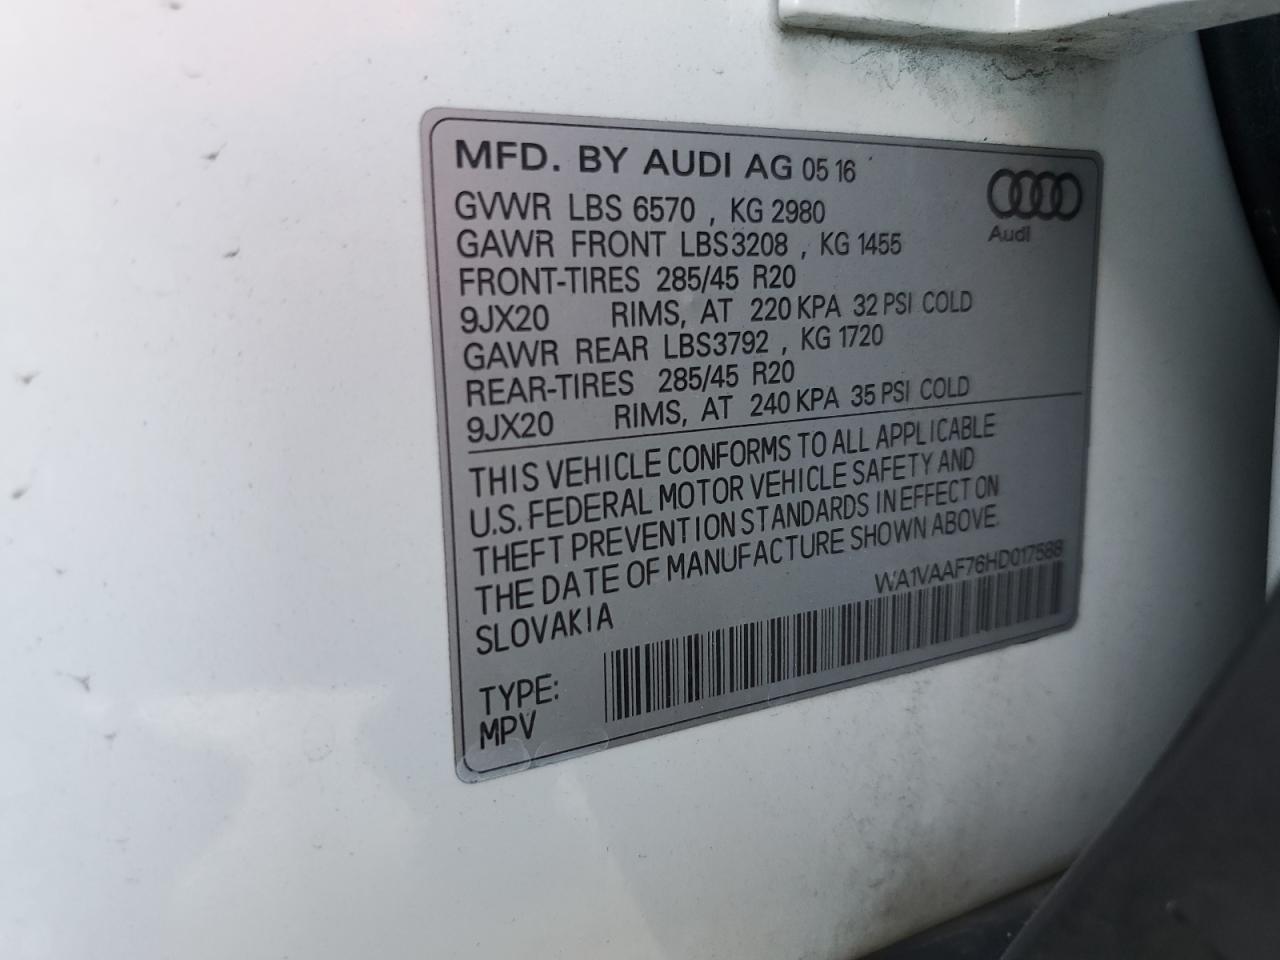 MFD. BY AUDI AG 05 16
Audi
GVWR LBS 6570 , KG 2980
GAWR FRONT LBS3208 , KG 1455
FRONT-TIRES 285/45 R20
9JX20 RIMS, AT 220 KPA 32 PSI COLD
GAWR REAR LBS3792 , KG 1720
REAR-TIRES 285/45 R20
9JX20 RIMS, AT 240 KPA 35 PSI COLD
THIS VEHICLE CONFORMS TO ALL APPLICABLE
U.S. FEDERAL MOTOR VEHICLE SAFETY AND
THEFT PREVENTION STANDARDS IN EFFECT ON
THE DATE OF MANUFACTURE SHOWN ABOVE.
SLOVAKIA
WA1VAAF76HD017588
TYPE:
MPV